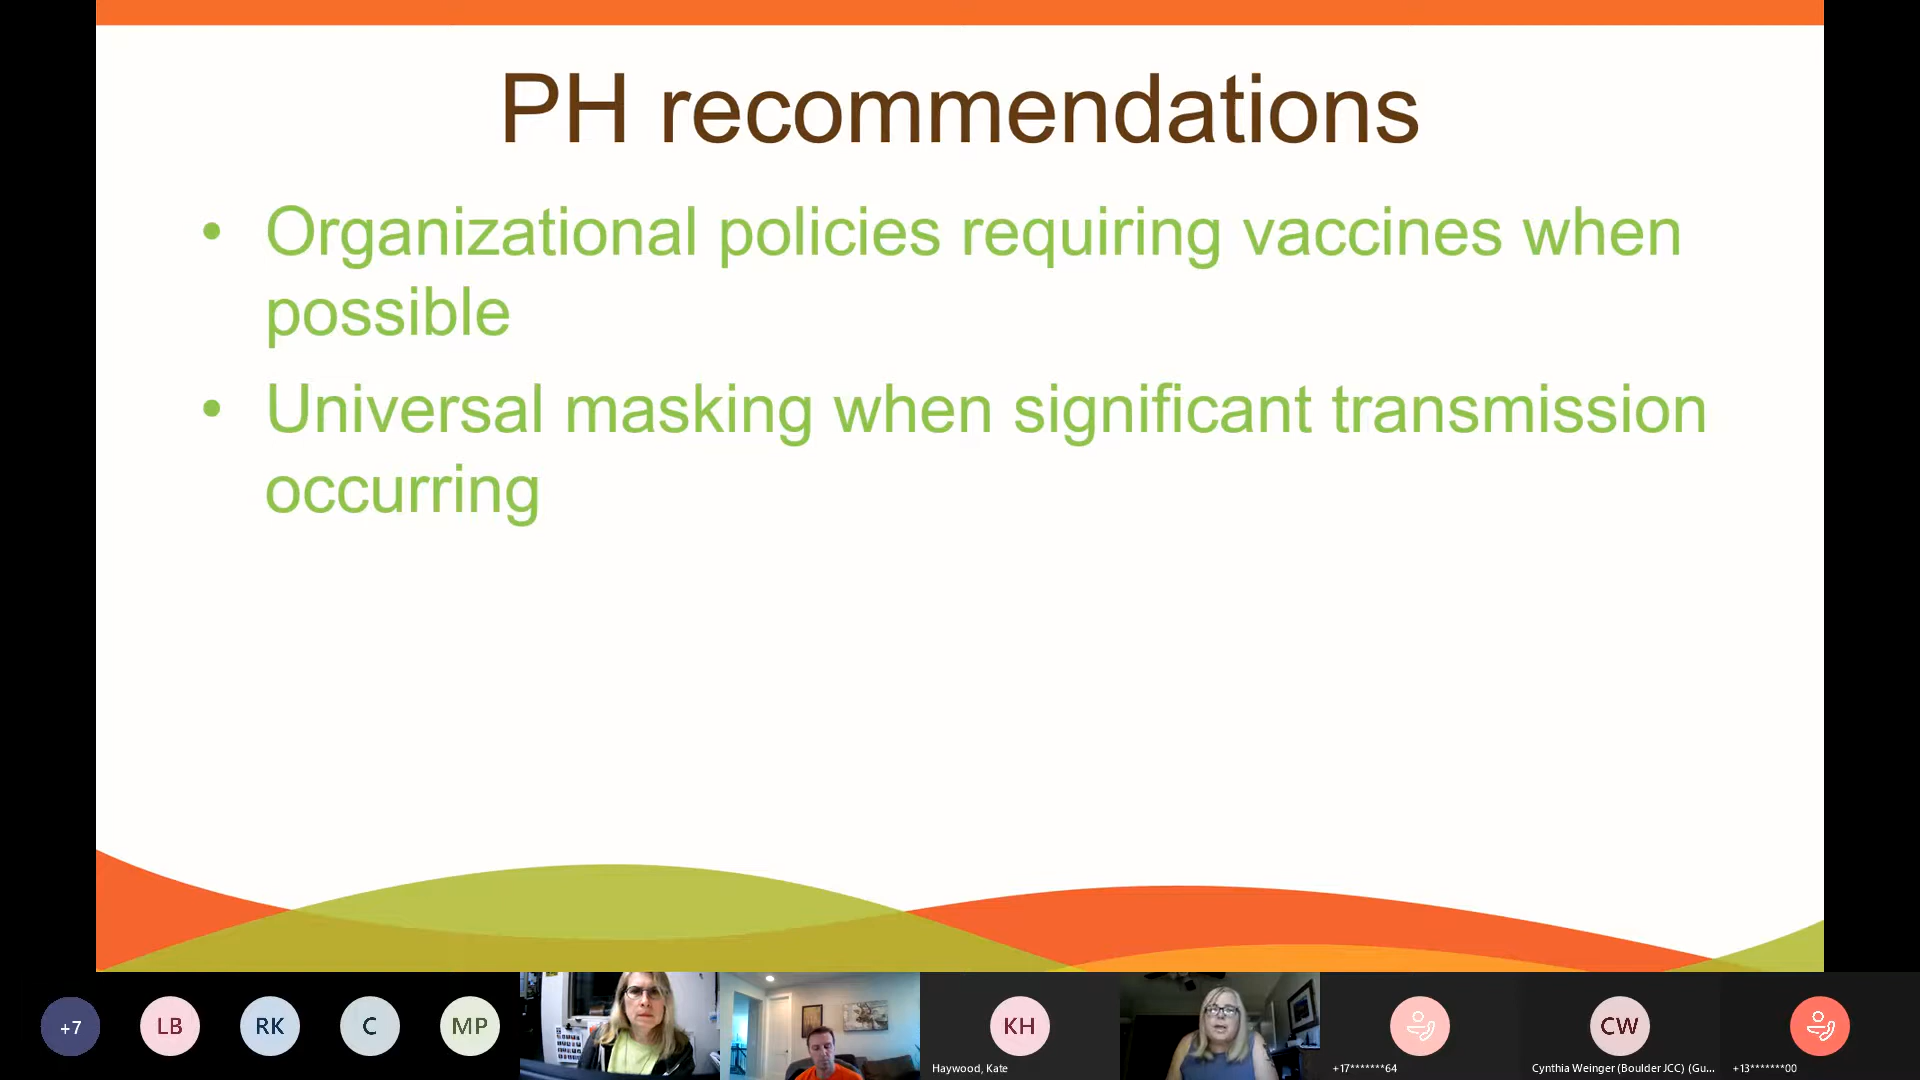 PH recommendations
• Organizational policies requiring vaccines when
possible
• Universal masking when significant transmission
occurring
+7
LB
RK
C
MP
KH
CW
Haywood, Kate
+17*******64
Cynthia Weinger (Boulder JCC) (Gu...
+13*******00